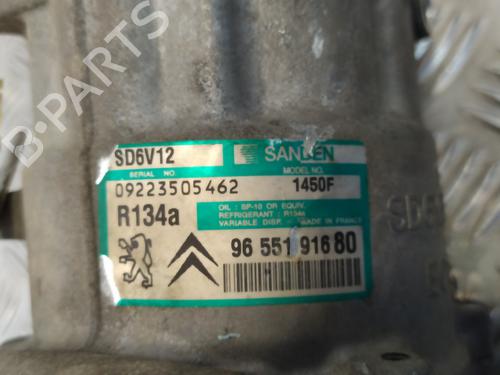 SD6V12 SANDEN
SERIAL NO. MODEL NO.
09223505462 1450F
R134a
OIL : SP-10 OR EQUIV.
REFRIGERANT : R134a
VARIABLE DISP. - MADE IN FRANCE
96 551 916 80